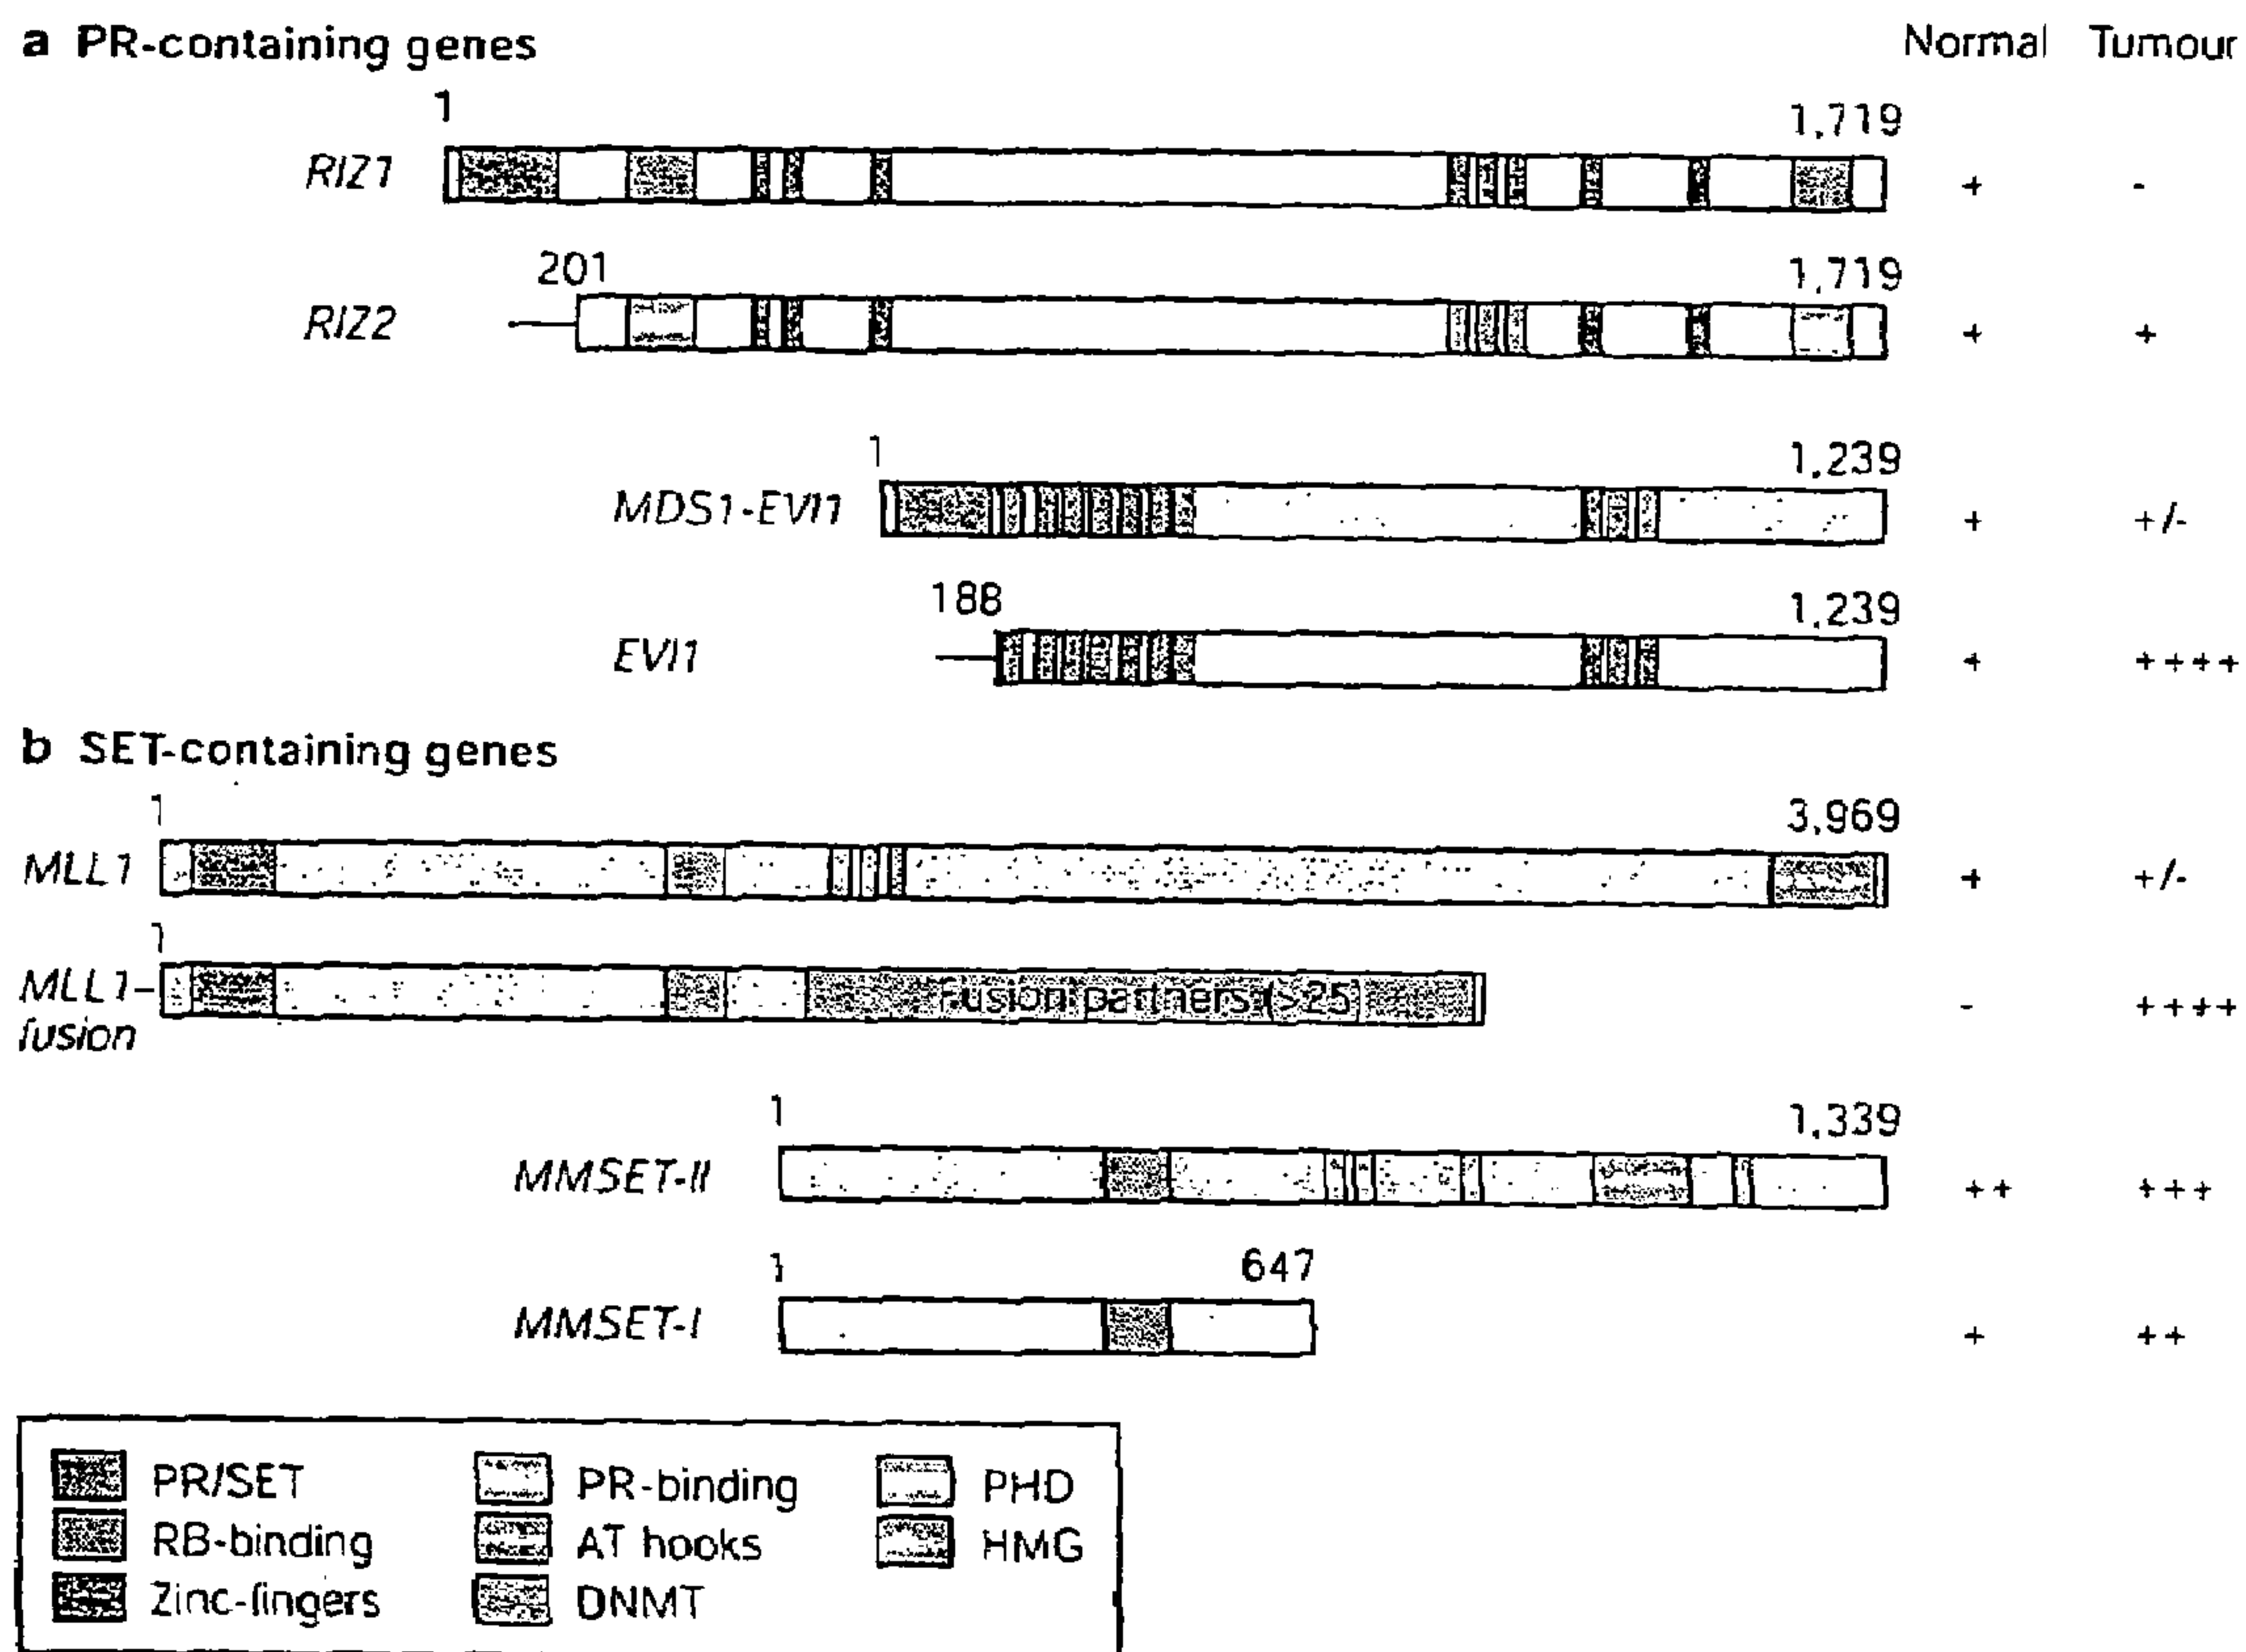 a PR-containing genes Normal Tumour
1 1,719
RIZ1 + -
201 1,719
RIZ2 + +
1 1,239
MDS1-EVI1 + +/-
188 1,239
EVI1 + ++++
b SET-containing genes
1 3,969
MLL1 + +/-
1
MLL1- Fusion partners (>25) - ++++
fusion
1 1,339
MMSET-II ++ +++
1 647
MMSET-I + ++
PR/SET PR-binding PHD
RB-binding AT hooks HMG
Zinc-fingers DNMT